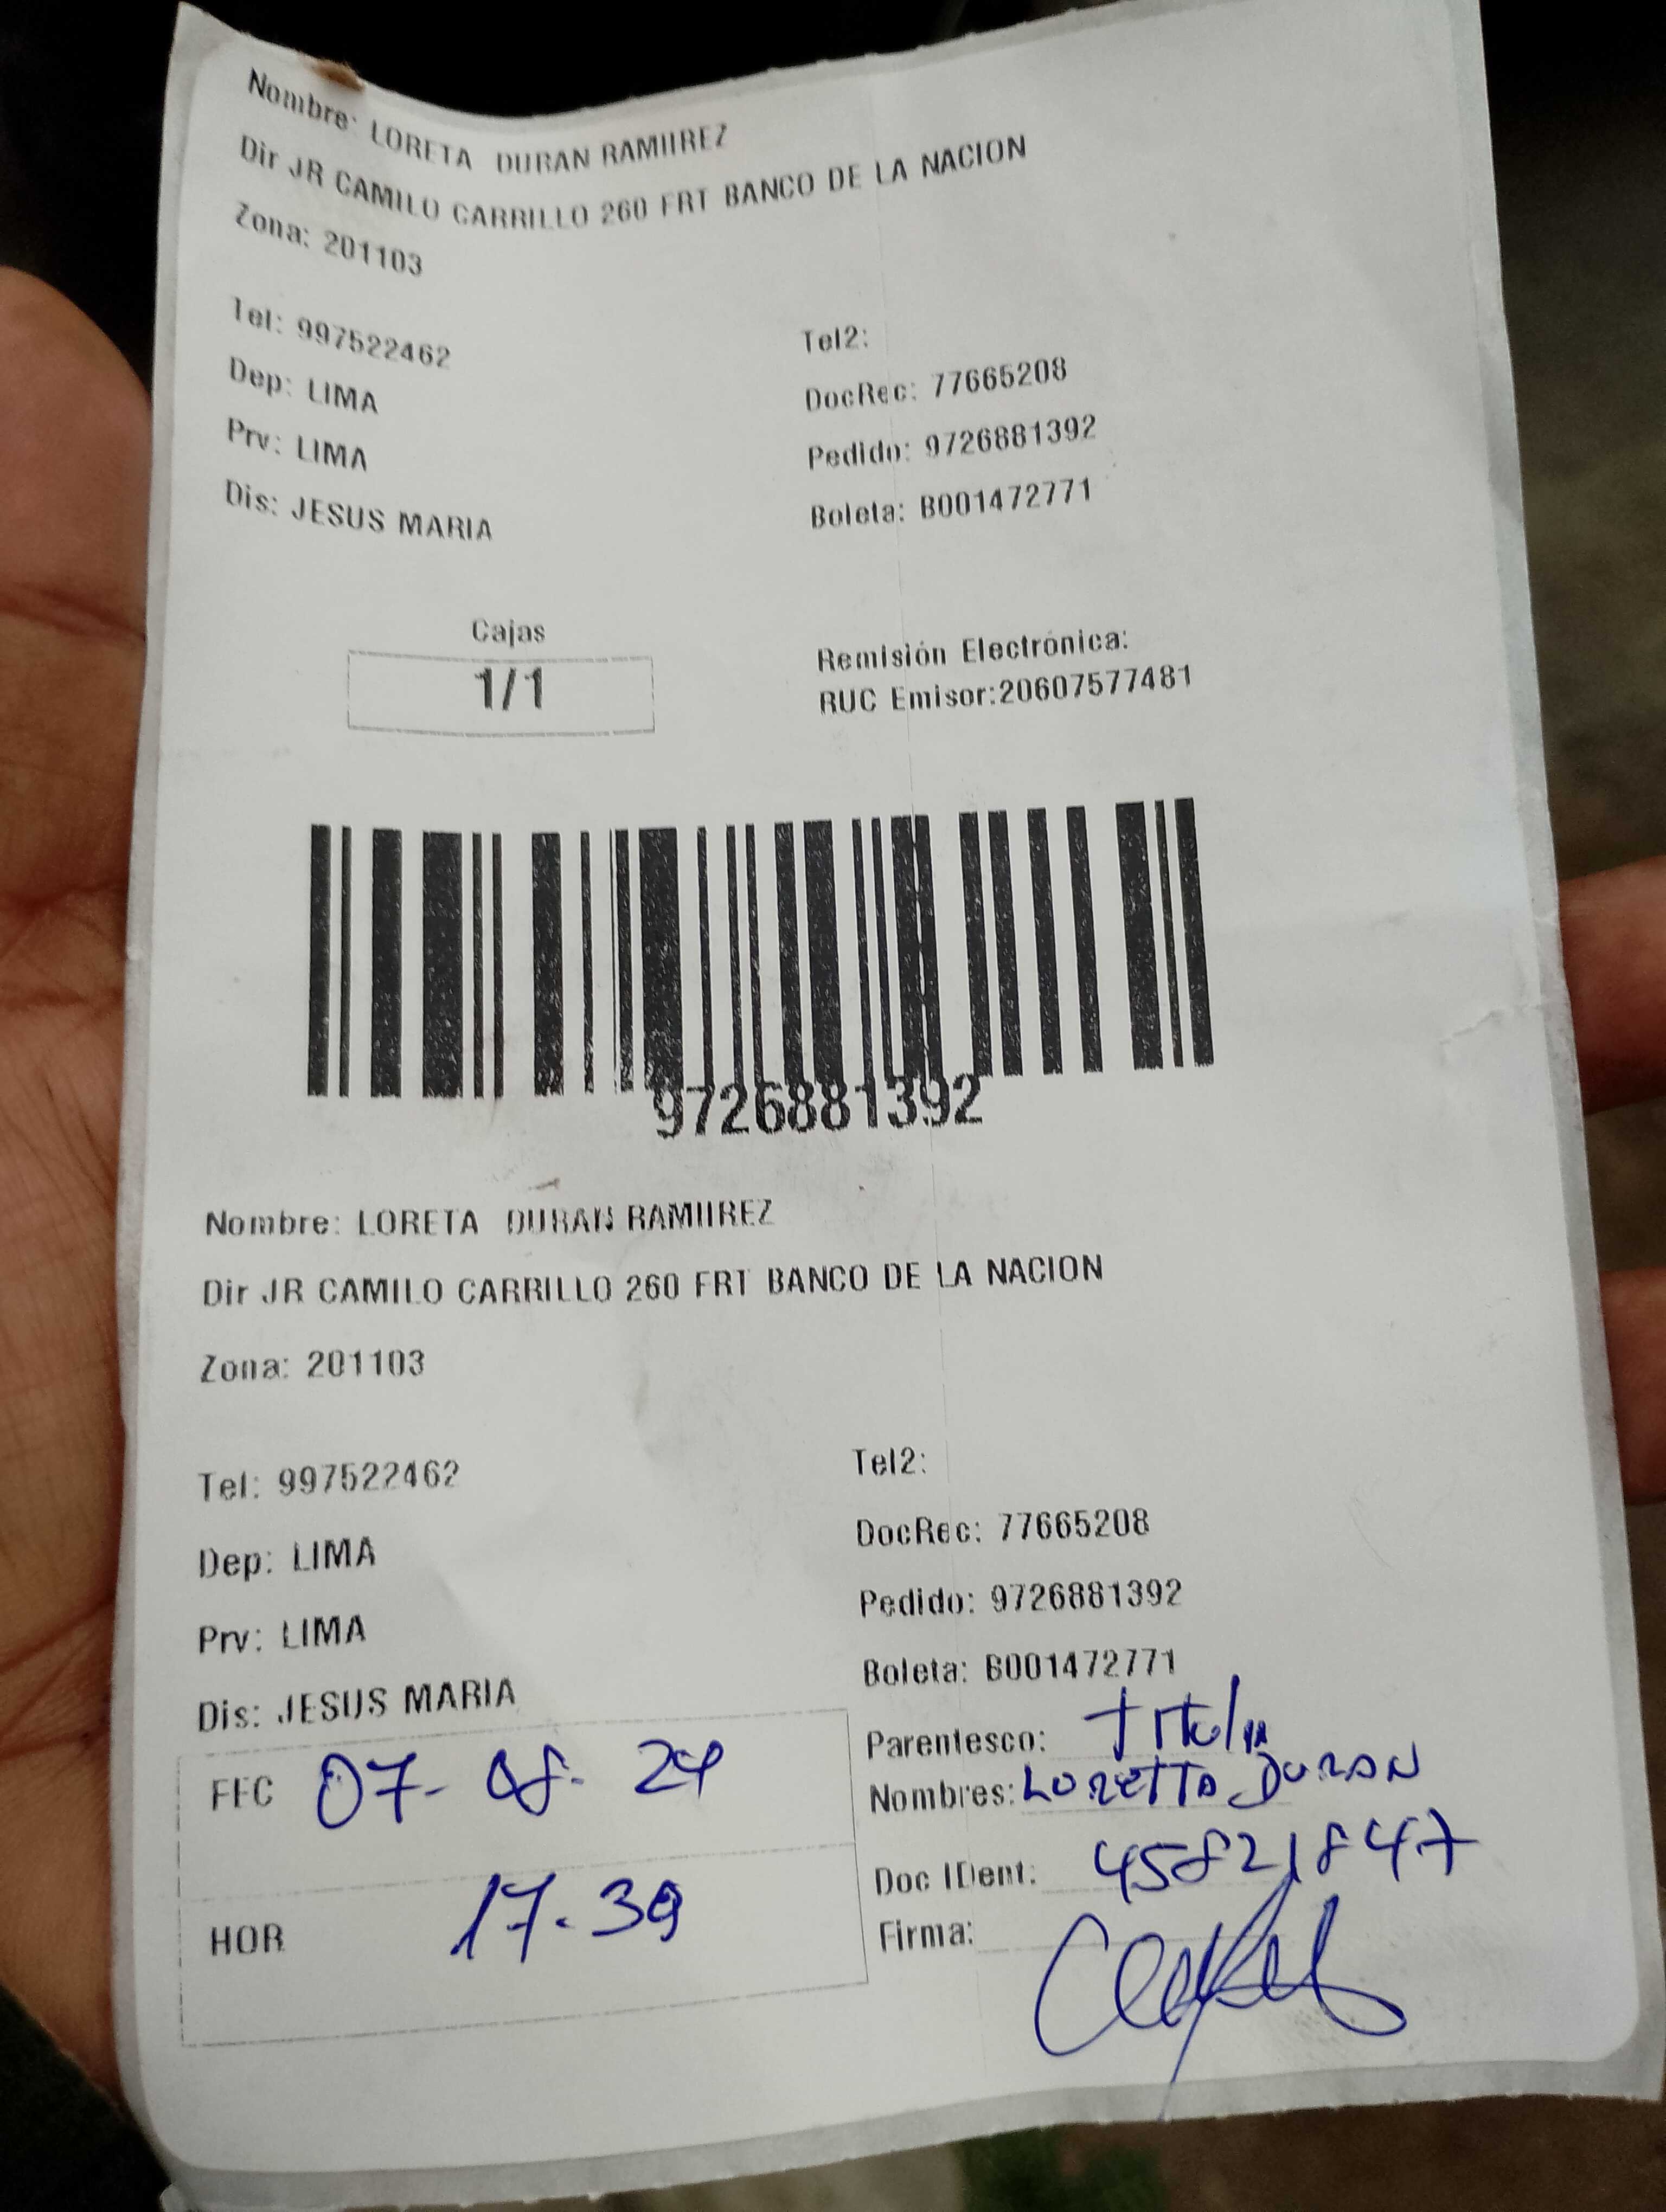 Nombre: LORETA DURAN RAMIIREZ
Dir JR CAMILO CARRILLO 260 FRT BANCO DE LA NACION
Zona: 201103
Tel: 997522462
Tel2:
Dep: LIMA
DocRec: 77665208
Prv: LIMA
Pedido: 9726881392
Dis: JESUS MARIA
Boleta: B001472771
Cajas
1/1
Remisión Electrónica:
RUC Emisor:20607577481
9726881392
Nombre: LORETA DURAN RAMIIREZ
Dir JR CAMILO CARRILLO 260 FRT BANCO DE LA NACION
Zona: 201103
Tel: 997522462
Tel2:
Dep: LIMA
DocRec: 77665208
Prv: LIMA
Pedido: 9726881392
Dis: JESUS MARIA
Boleta: B001472771
FEC 07-08-24
Parentesco: Titular
Nombres: LORETTA DURAN
Doc IDent: 45821847
HOR 17.39
Firma: